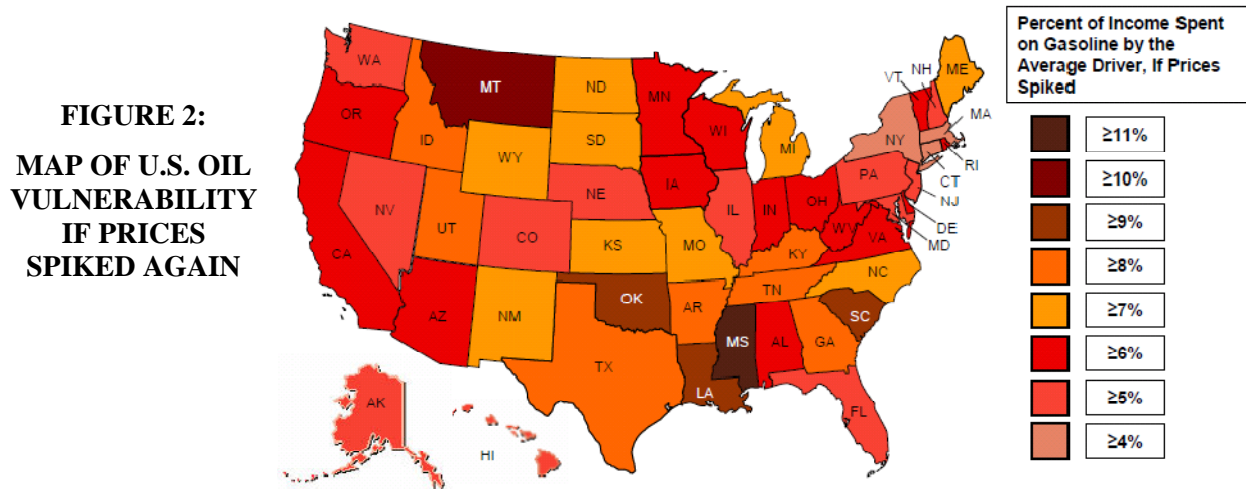 FIGURE 2:
MAP OF U.S. OIL
VULNERABILITY
IF PRICES
SPIKED AGAIN
WA
OR
CA
NV
ID
MT
WY
UT
AZ
CO
NM
ND
SD
NE
KS
OK
TX
MN
IA
MO
AR
LA
WI
IL
MI
IN
OH
KY
TN
MS
AL
GA
FL
SC
NC
VA
WV
PA
NY
VT
NH
ME
MA
RI
CT
NJ
DE
MD
AK
HI
Percent of Income Spent
on Gasoline by the
Average Driver, If Prices
Spiked
≥11%
≥10%
≥9%
≥8%
≥7%
≥6%
≥5%
≥4%